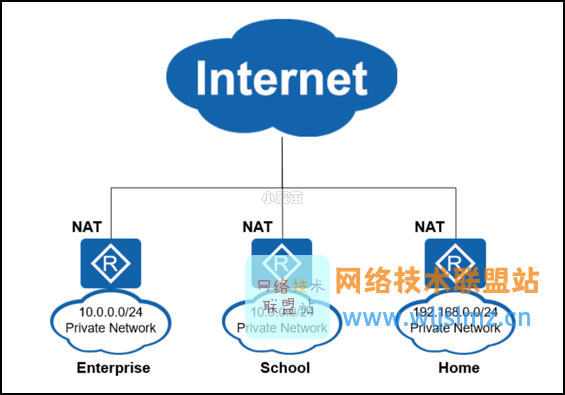 Internet
小麦苗
NAT
NAT
NAT
R
R
R
网络技术联盟站
网络技术
联盟站
10.0.0.0/24
10.0.0.0/24
192.168.0.0/24
www.wljslmz.cn
Private Network
Private Network
Private Network
Enterprise
School
Home